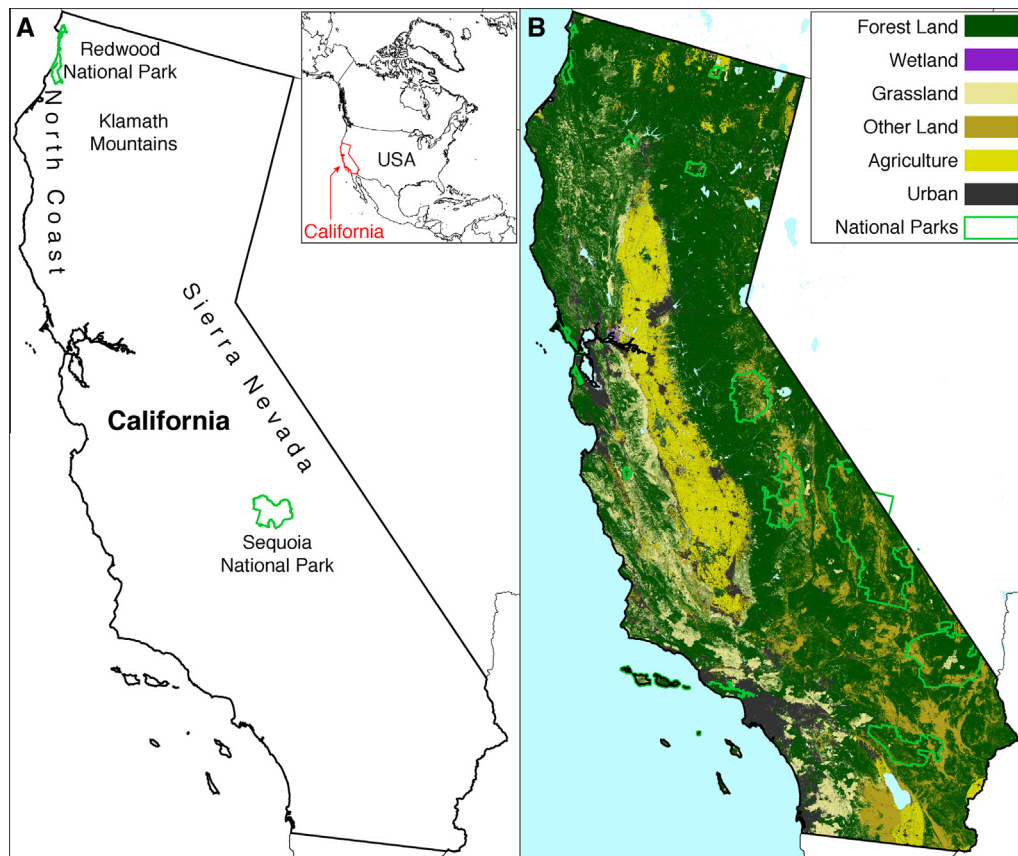 A
Redwood
National Park
North Coast
Klamath
Mountains
USA
California
Sierra Nevada
California
Sequoia
National Park
B
Forest Land
Wetland
Grassland
Other Land
Agriculture
Urban
National Parks